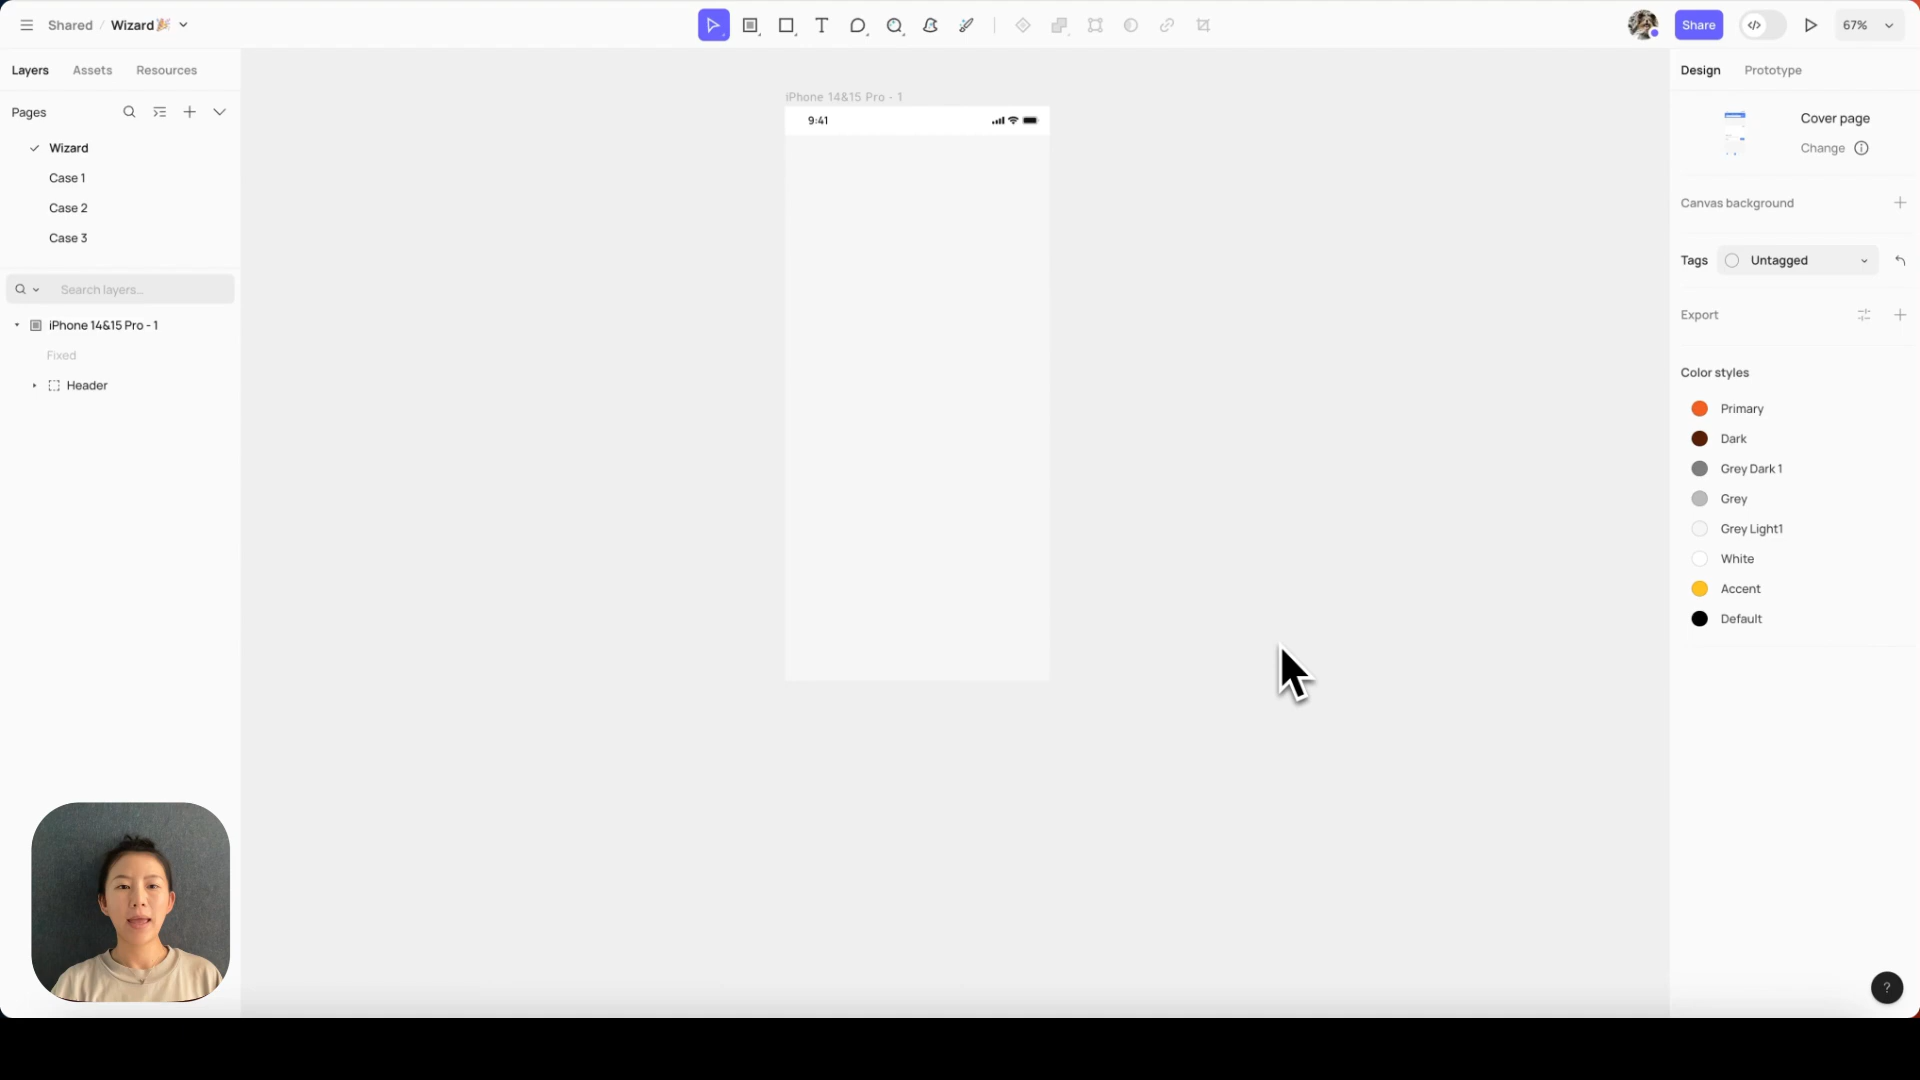 Shared / Wizard🎉
Share
67%
Layers Assets Resources
Pages
Wizard
Case 1
Case 2
Case 3
Search layers...
iPhone 14&15 Pro - 1
Fixed
Header
iPhone 14&15 Pro - 1
9:41
Design Prototype
Cover page
Change
Canvas background
Tags Untagged
Export
Color styles
Primary
Dark
Grey Dark 1
Grey
Grey Light1
White
Accent
Default
?